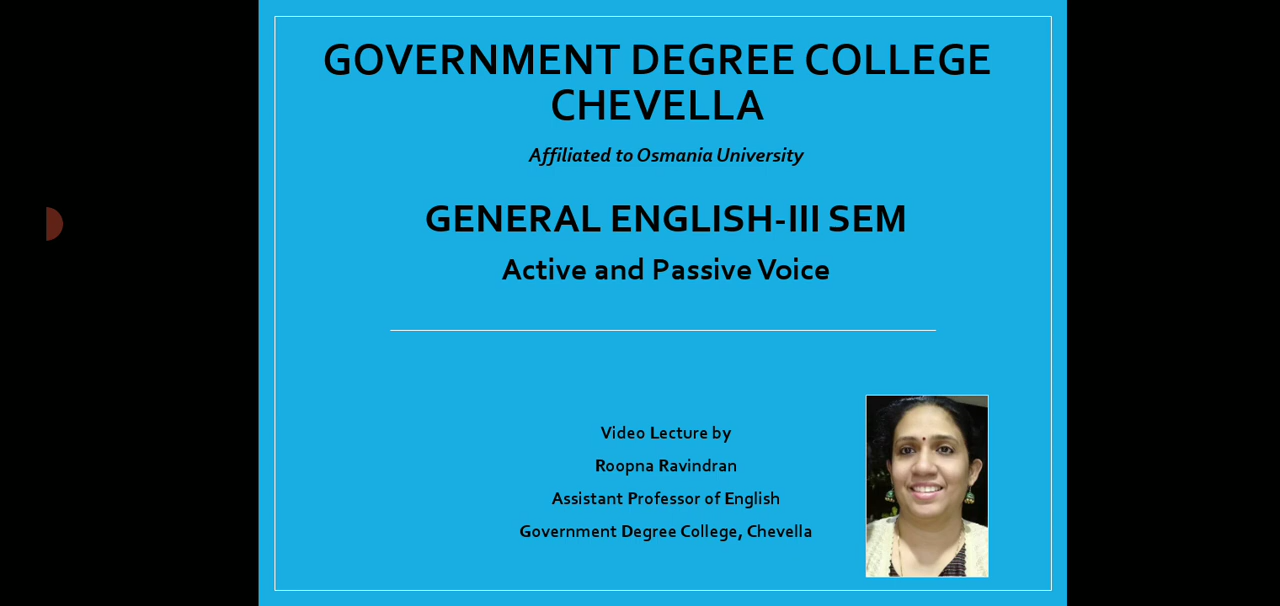 GOVERNMENT DEGREE COLLEGE
CHEVELLA
Affiliated to Osmania University
GENERAL ENGLISH-III SEM
Active and Passive Voice
Video Lecture by
Roopna Ravindran
Assistant Professor of English
Government Degree College, Chevella